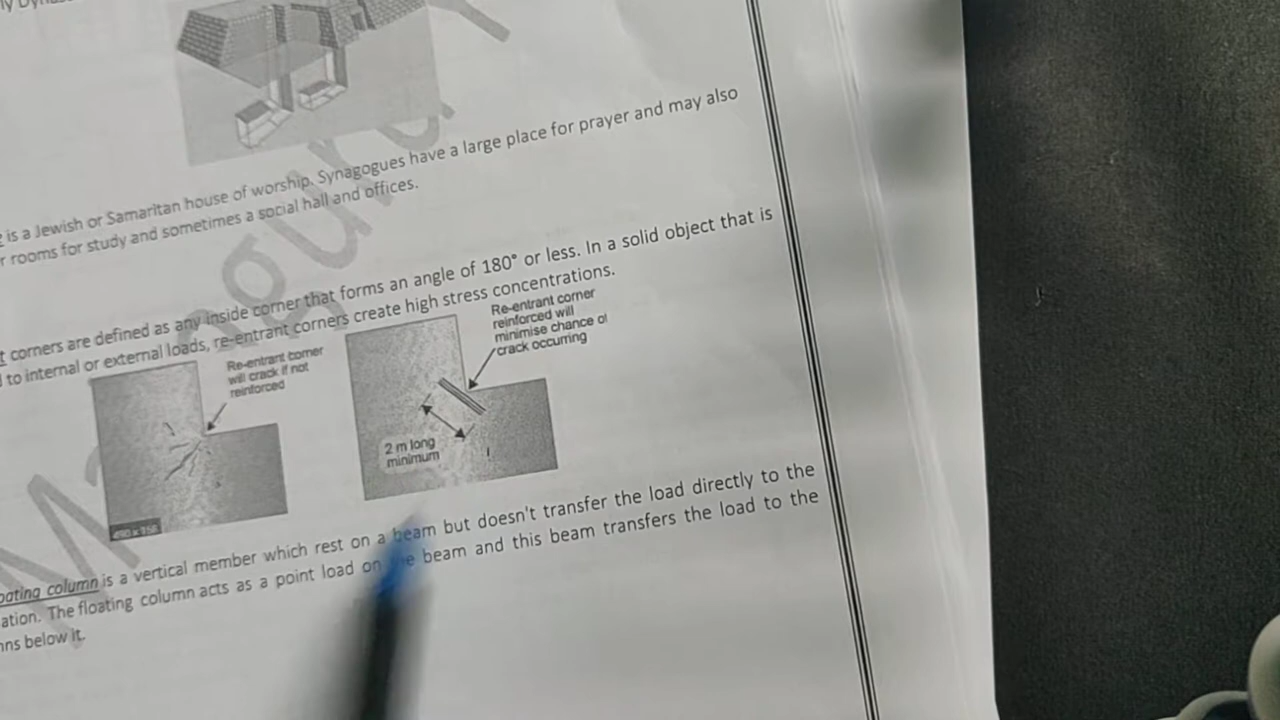 is a Jewish or Samaritan house of worship. Synagogues have a large place for prayer and may also
r rooms for study and sometimes a social hall and offices.
t corners are defined as any inside corner that forms an angle of 180° or less. In a solid object that is
to internal or external loads, re-entrant corners create high stress concentrations.
Re-entrant corner
will crack if not
reinforced
Re-entrant corner
reinforced will
minimise chance of
crack occurring
2 m long
minimum
oating column is a vertical member which rest on a beam but doesn't transfer the load directly to the
ation. The floating column acts as a point load on the beam and this beam transfers the load to the
ns below it.